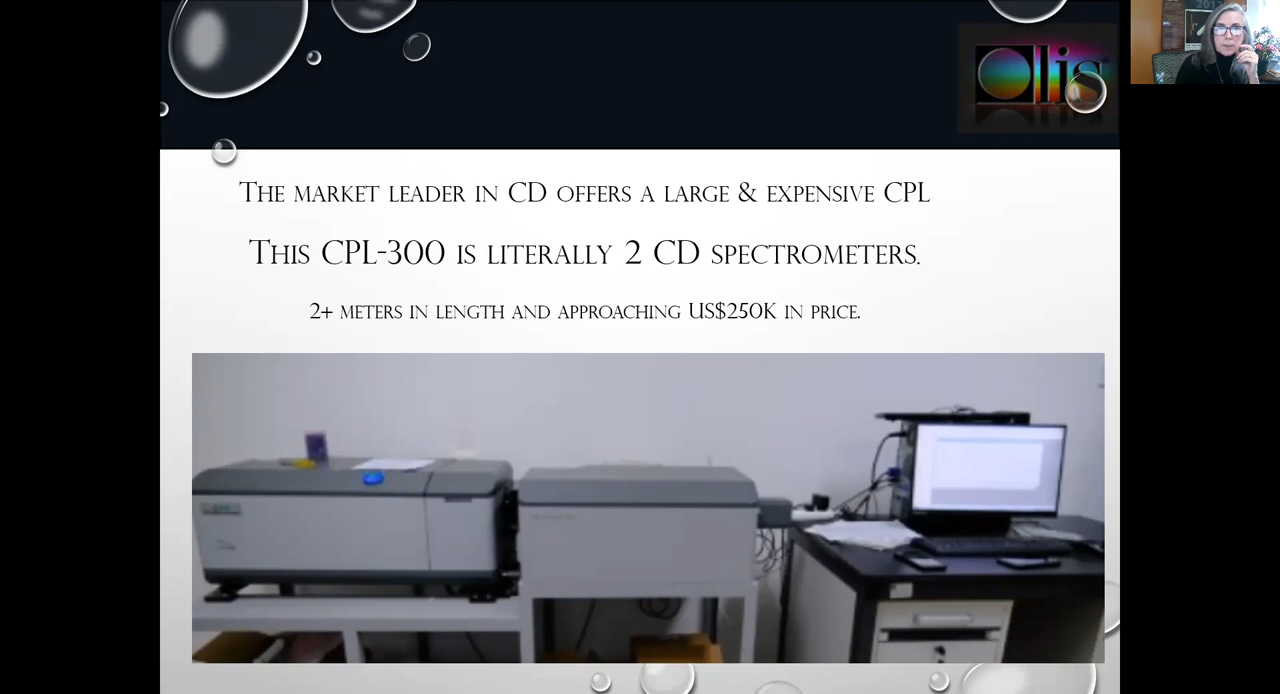 Olis
The market leader in CD offers a large & expensive CPL
This CPL-300 is literally 2 CD spectrometers.
2+ meters in length and approaching US$250K in price.